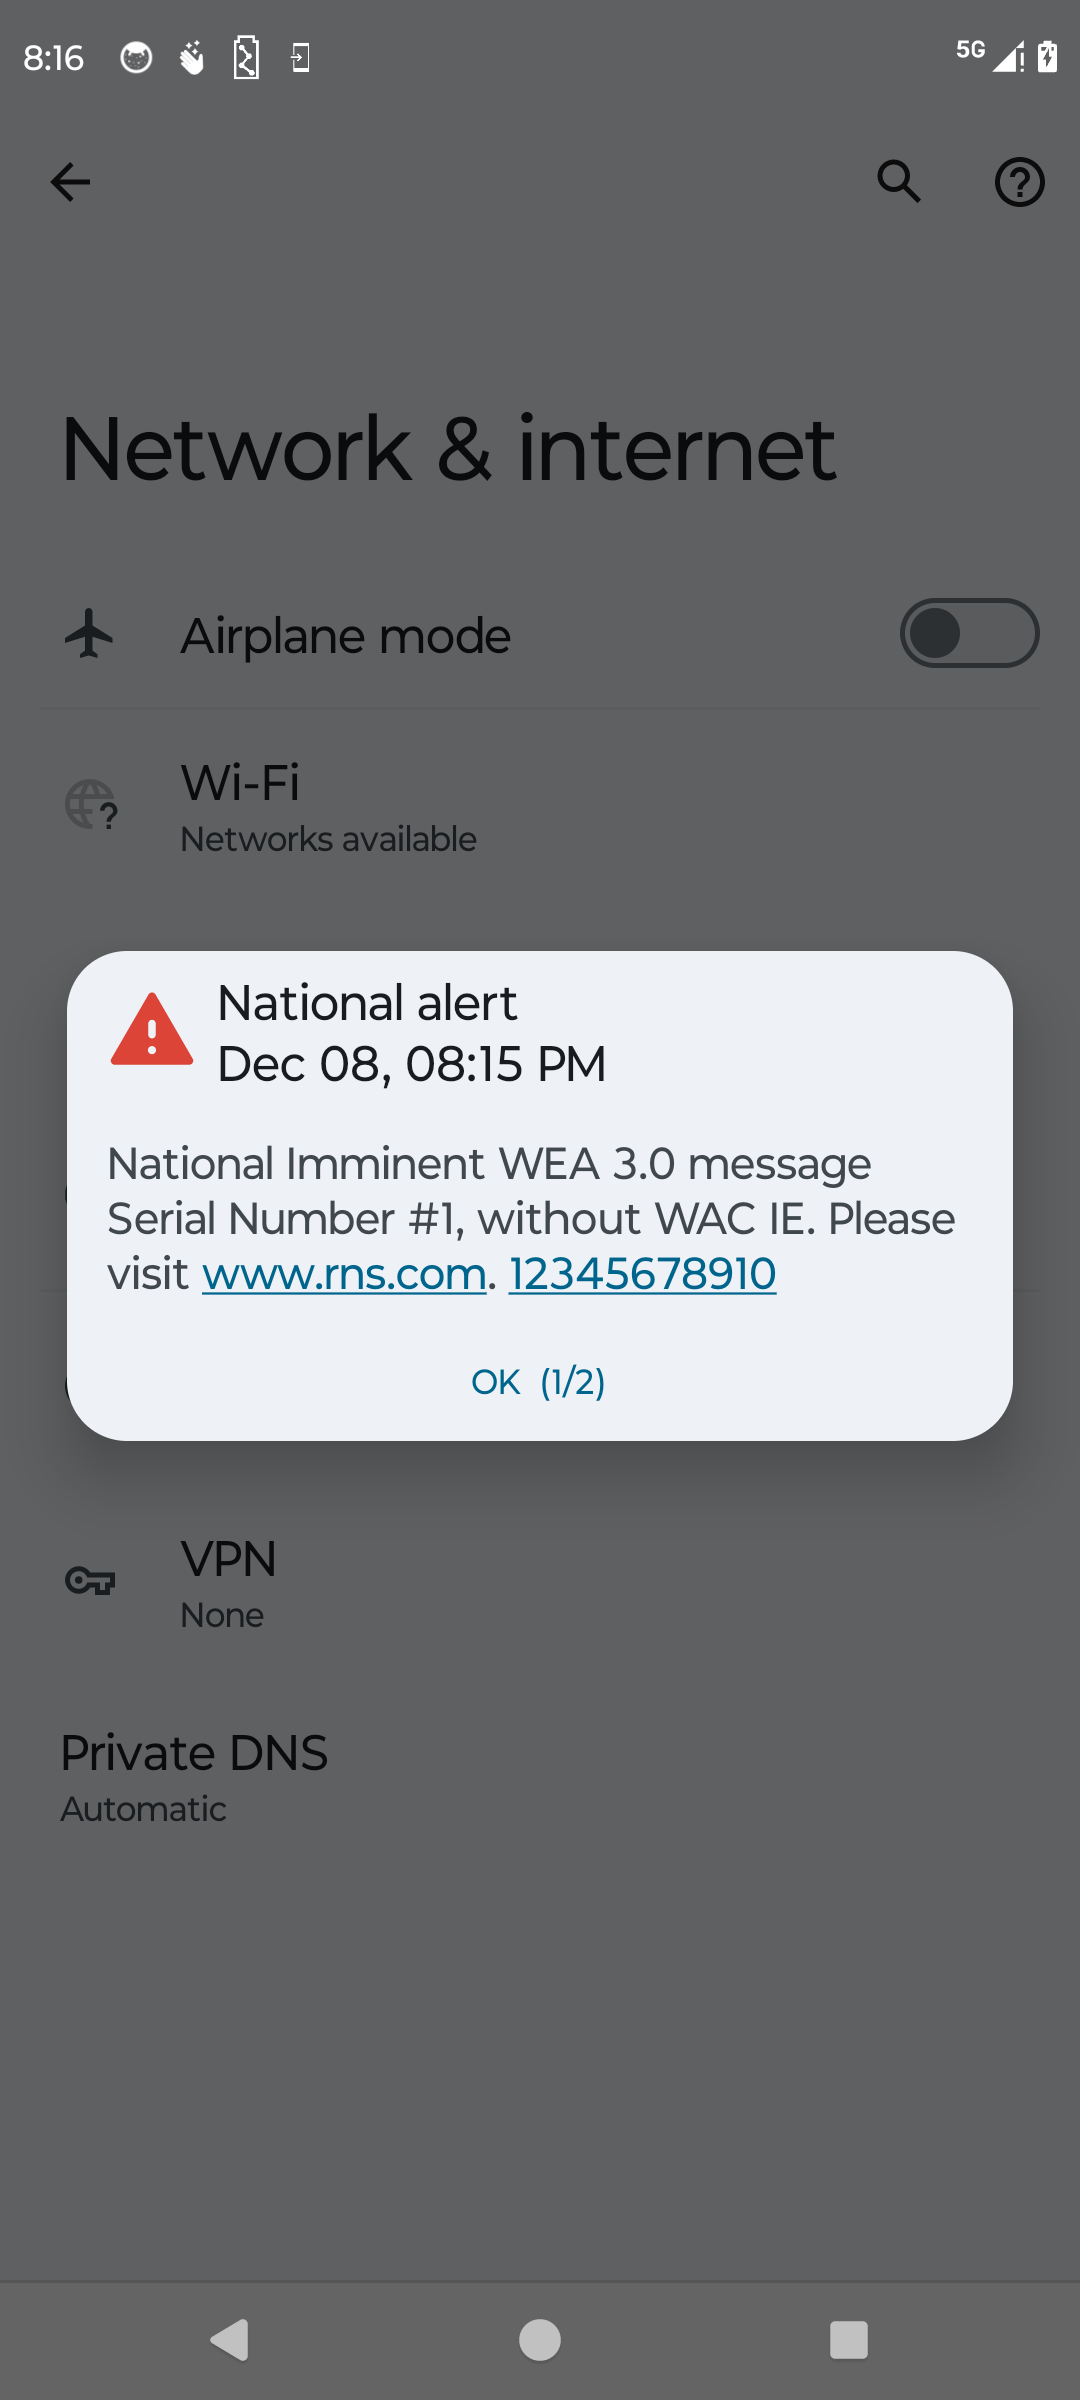 8:16
5G
Network & internet
Airplane mode
Wi-Fi
Networks available
National alert
Dec 08, 08:15 PM
National Imminent WEA 3.0 message
Serial Number #1, without WAC IE. Please
visit www.rns.com. 12345678910
OK (1/2)
VPN
None
Private DNS
Automatic